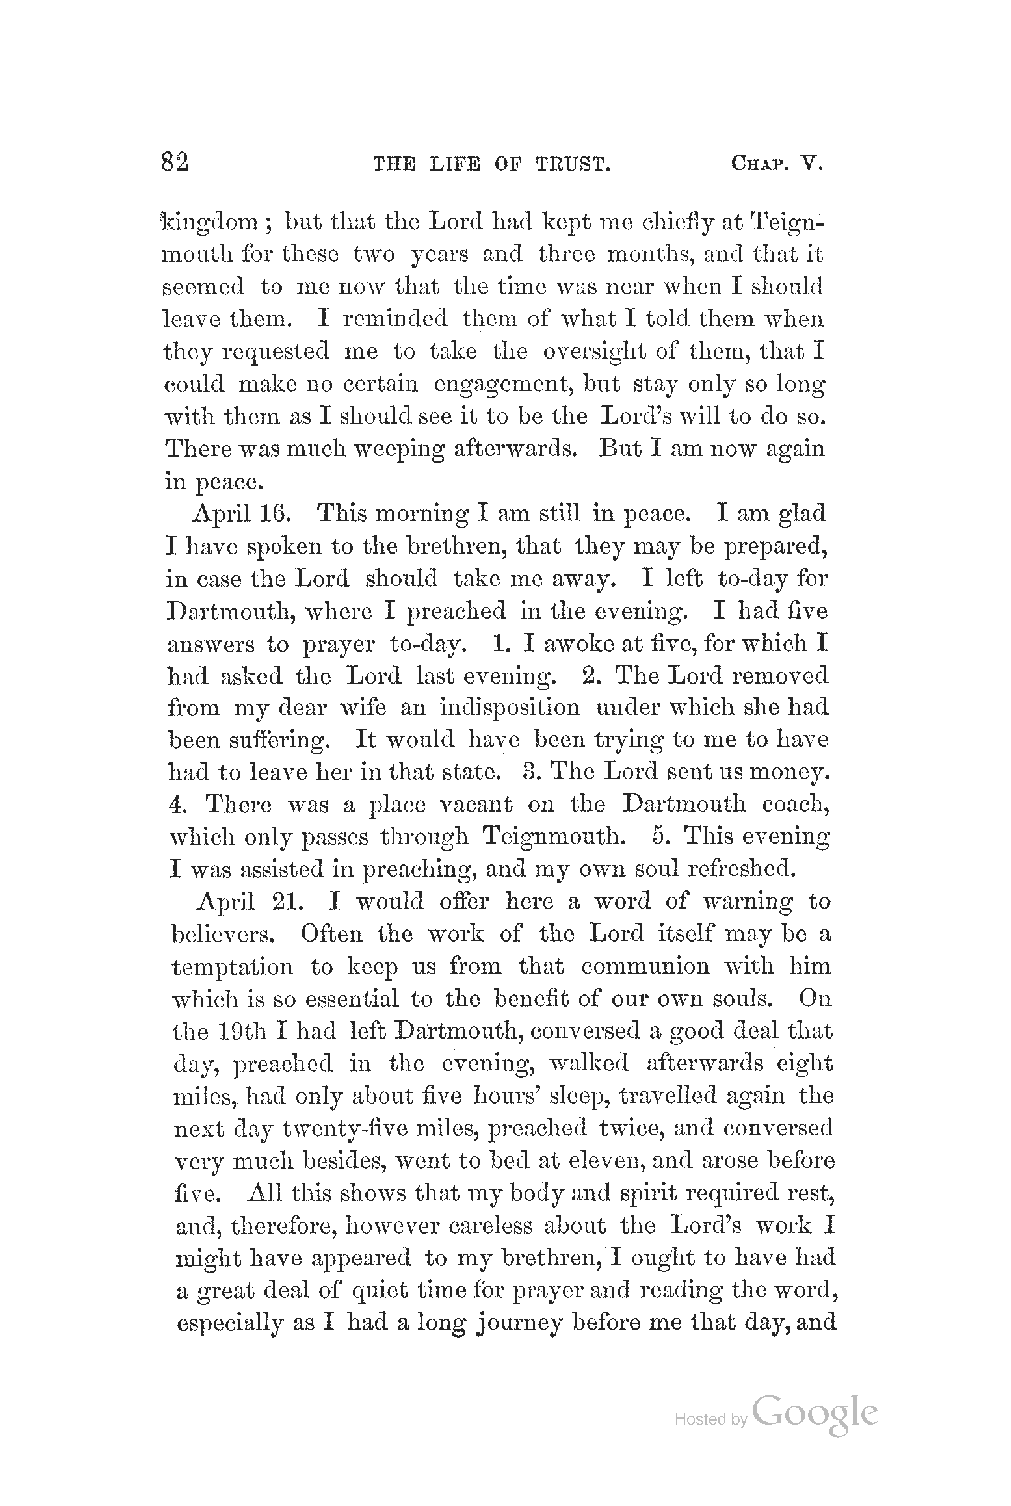 82 THE LIFE OF TRUST. CHAP. V.
kingdom; but that the Lord had kept me chiefly at Teign-
mouth for these two years and three months, and that it
seemed to me now that the time was near when I should
leave them. I reminded them of what I told them when
they requested me to take the oversight of them, that I
could make no certain engagement, but stay only so long
with them as I should see it to be the Lord's will to do so.
There was much weeping afterwards. But I am now again
in peace.
April 16. This morning I am still in peace. I am glad
I have spoken to the brethren, that they may be prepared,
in case the Lord should take me away. I left to-day for
Dartmouth, where I preached in the evening. I had five
answers to prayer to-day. 1. I awoke at five, for which I
had asked the Lord last evening. 2. The Lord removed
from my dear wife an indisposition under which she had
been suffering. It would have been trying to me to have
had to leave her in that state. 3. The Lord sent us money.
4. There was a place vacant on the Dartmouth coach,
which only passes through Teignmouth. 5. This evening
I was assisted in preaching, and my own soul refreshed.
April 21. I would offer here a word of warning to
believers. Often the work of the Lord itself may be a
temptation to keep us from that communion with him
which is so essential to the benefit of our own souls. On
the 19th I had left Dartmouth, conversed a good deal that
day, preached in the evening, walked afterwards eight
miles, had only about five hours' sleep, travelled again the
next day twenty-five miles, preached twice, and conversed
very much besides, went to bed at eleven, and arose before
five. All this shows that my body and spirit required rest,
and, therefore, however careless about the Lord's work I
might have appeared to my brethren, I ought to have had
a great deal of quiet time for prayer and reading the word,
especially as I had a long journey before me that day, and
Hosted by Google